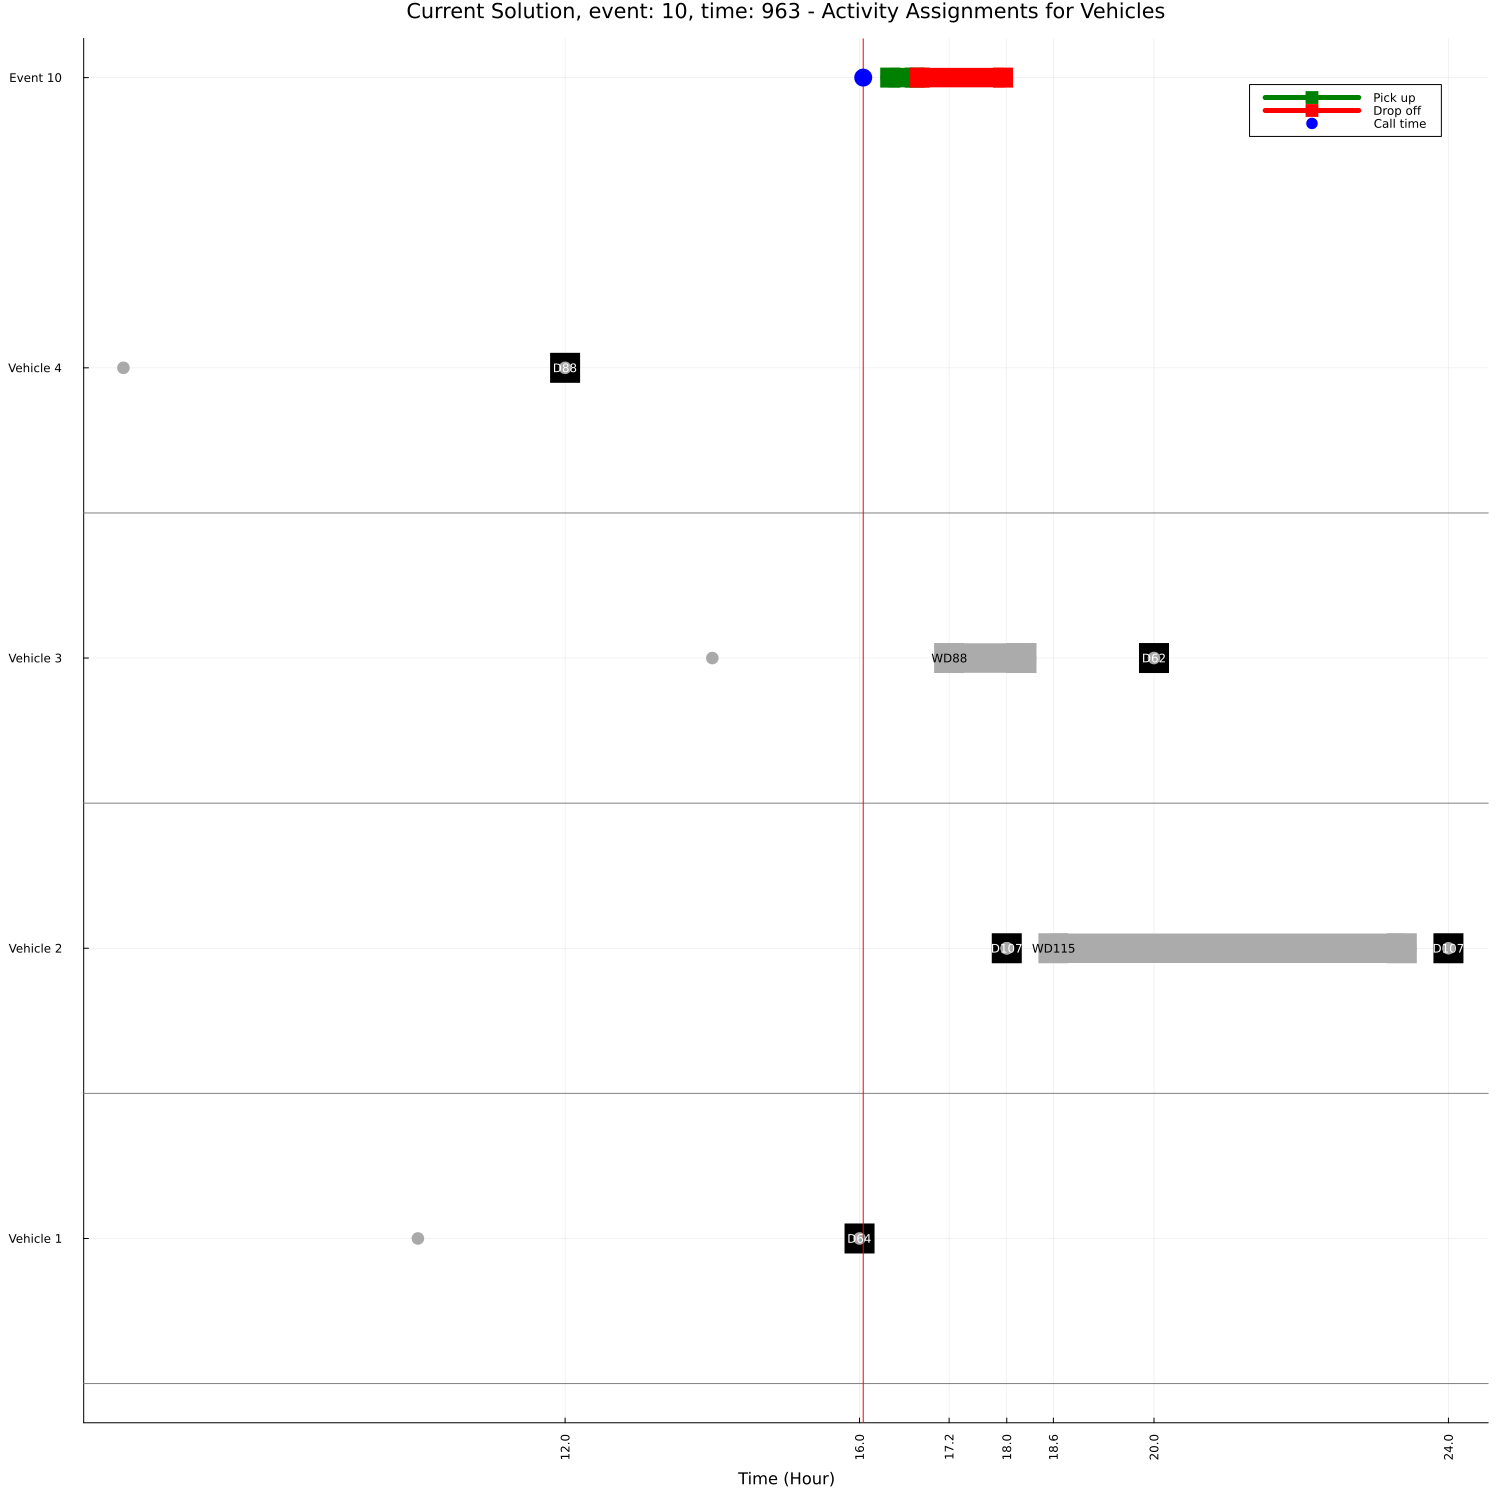 Current Solution, event: 10, time: 963 - Activity Assignments for Vehicles
Event 10
Pick up
Drop off
Call time
Vehicle 4
D88
Vehicle 3
WD88
D62
Vehicle 2
D107
WD115
D107
Vehicle 1
D64
12.0
16.0
17.2
18.0
18.6
20.0
24.0
Time (Hour)